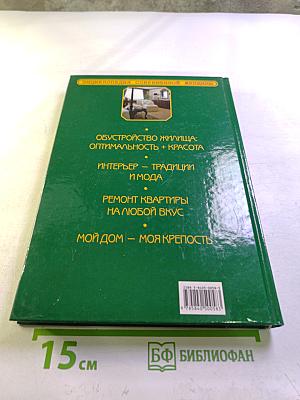 ЭНЦИКЛОПЕДИЯ СОВРЕМЕННОЙ ЖЕНЩИНЫ
• ОБУСТРОЙСТВО ЖИЛИЩА:
ОПТИМАЛЬНОСТЬ + КРАСОТА
• ИНТЕРЬЕР — ТРАДИЦИИ
И МОДА
• РЕМОНТ КВАРТИРЫ
НА ЛЮБОЙ ВКУС
• МОЙ ДОМ — МОЯ КРЕПОСТЬ
15 см
БФ БИБЛИОФАН